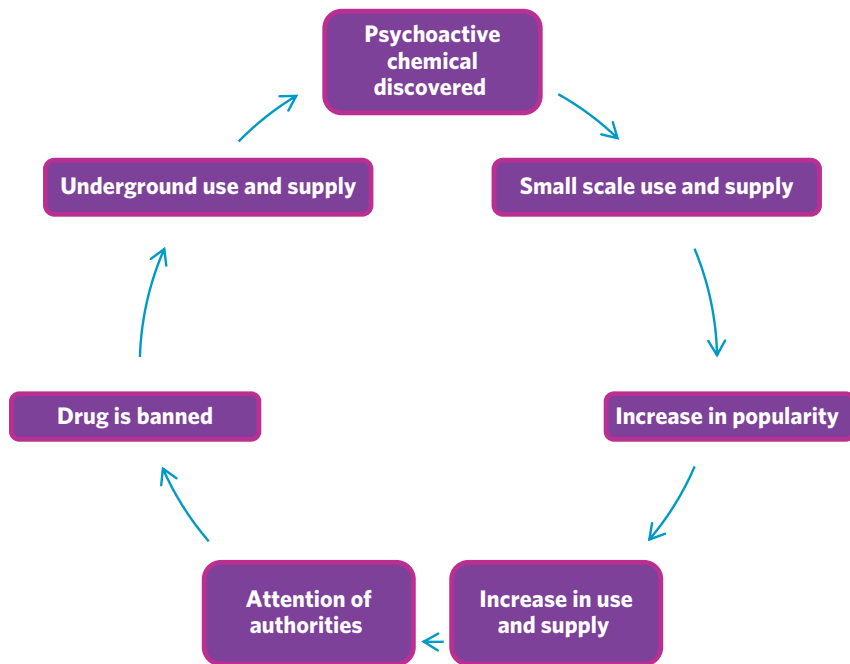 Psychoactive
chemical
discovered
Small scale use and supply
Increase in popularity
Increase in use
and supply
Attention of
authorities
Drug is banned
Underground use and supply